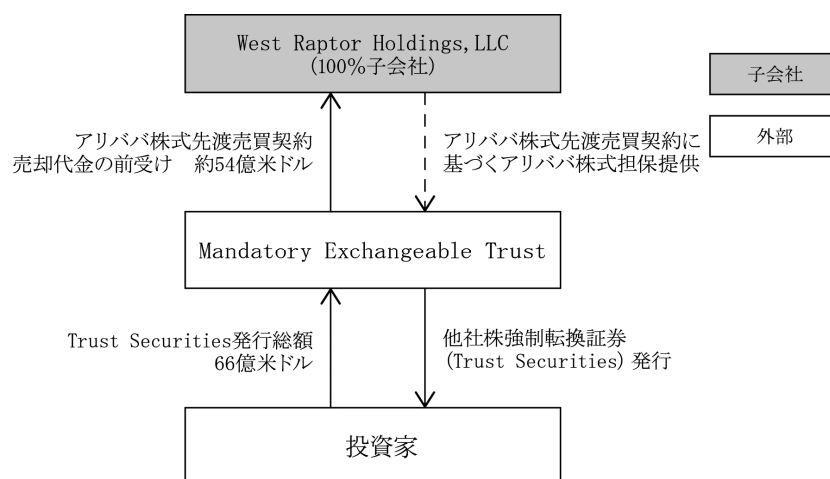 West Raptor Holdings,LLC
(100%子会社)
子会社
外部
アリババ株式先渡売買契約
売却代金の前受け 約54億米ドル
アリババ株式先渡売買契約に
基づくアリババ株式担保提供
Mandatory Exchangeable Trust
Trust Securities発行総額
66億米ドル
他社株強制転換証券
(Trust Securities) 発行
投資家